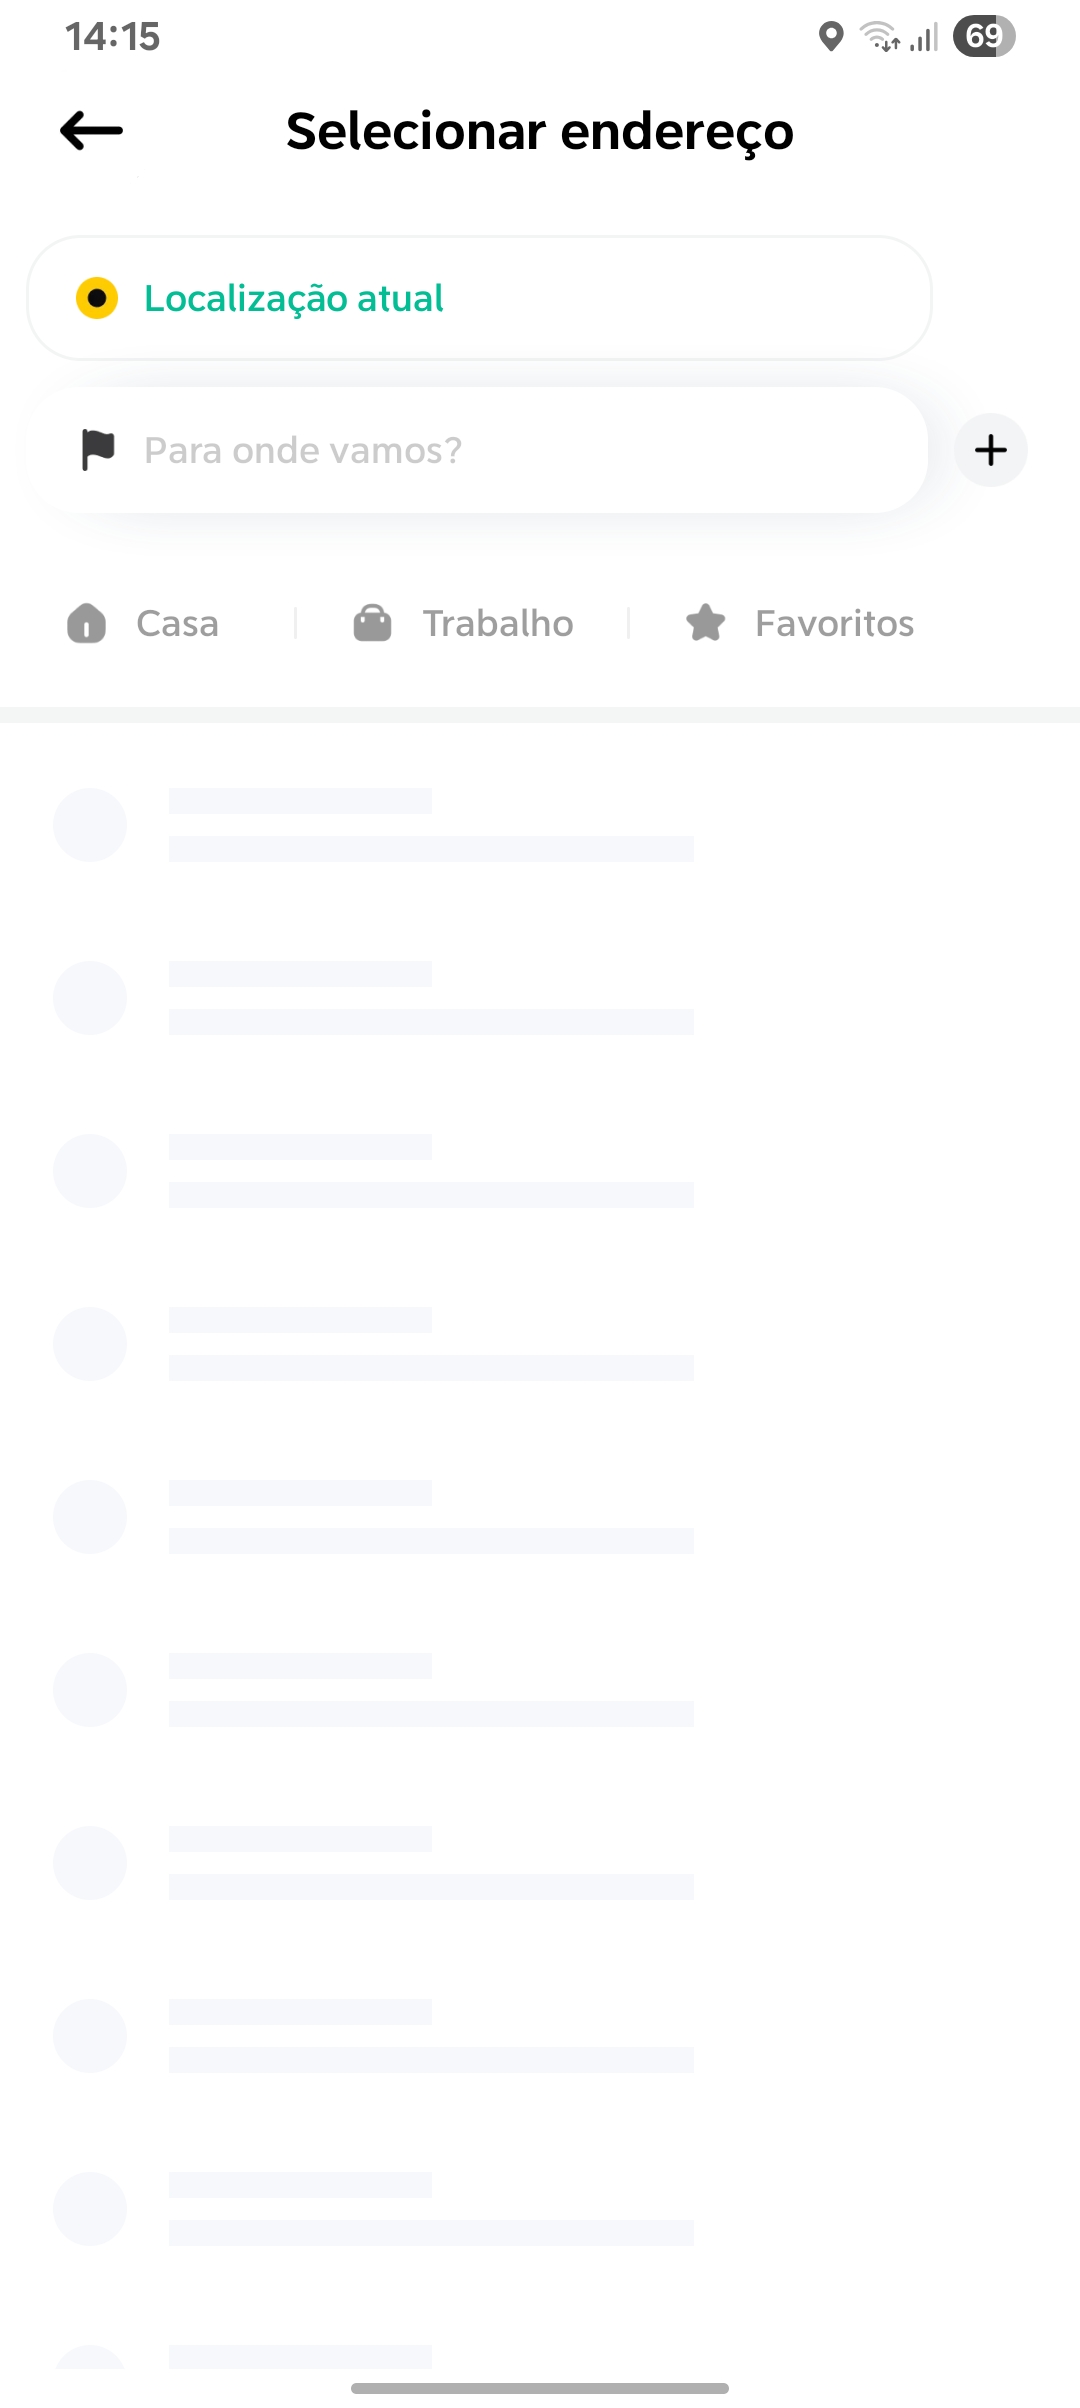 14:15
69
Selecionar endereço
Localização atual
Para onde vamos?
Casa
Trabalho
Favoritos